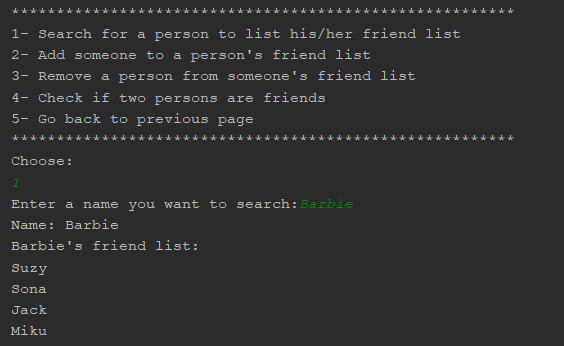 ********************************************************
1- Search for a person to list his/her friend list
2- Add someone to a person's friend list
3- Remove a person from someone's friend list
4- Check if two persons are friends
5- Go back to previous page
********************************************************
Choose:
1
Enter a name you want to search:Barbie
Name: Barbie
Barbie's friend list:
Suzy
Sona
Jack
Miku